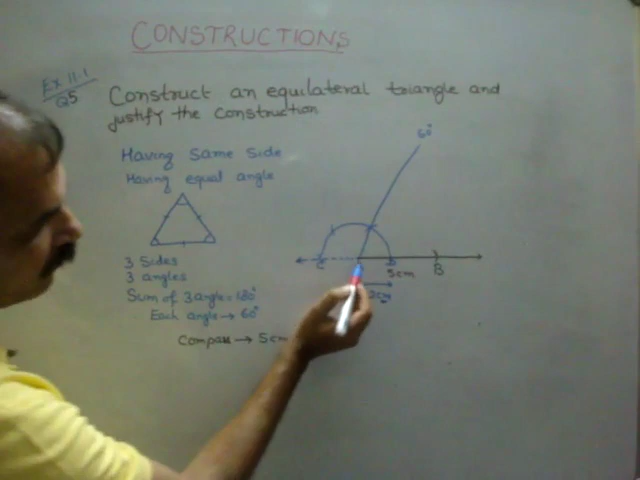 CONSTRUCTIONS
Ex 11.1
Q5
Construct an equilateral triangle and
justify the construction
Having Same Side
Having equal angle
3 Sides
3 angles
Sum of 3 angle = 180°
Each angle → 60°
Compass → 5cm
60°
C
5cm
B